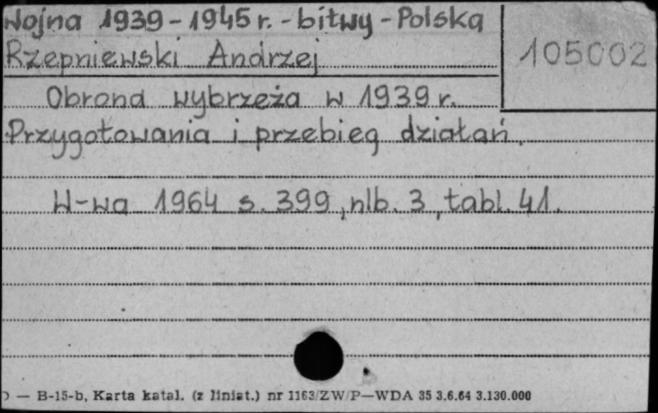 Wojna 1939-1945 r. - bitwy - Polska
Rzepniewski Andrzej
105002
Obrona wybrzeża w 1939 r.
Przygotowania i przebieg działań.
W-wa 1964 s. 399, nlb. 3, tabl. 41.
— B-15-b, Karta katal. (z liniat.) nr 1163/ZW/P—WDA 35 3.6.64 3.130.000